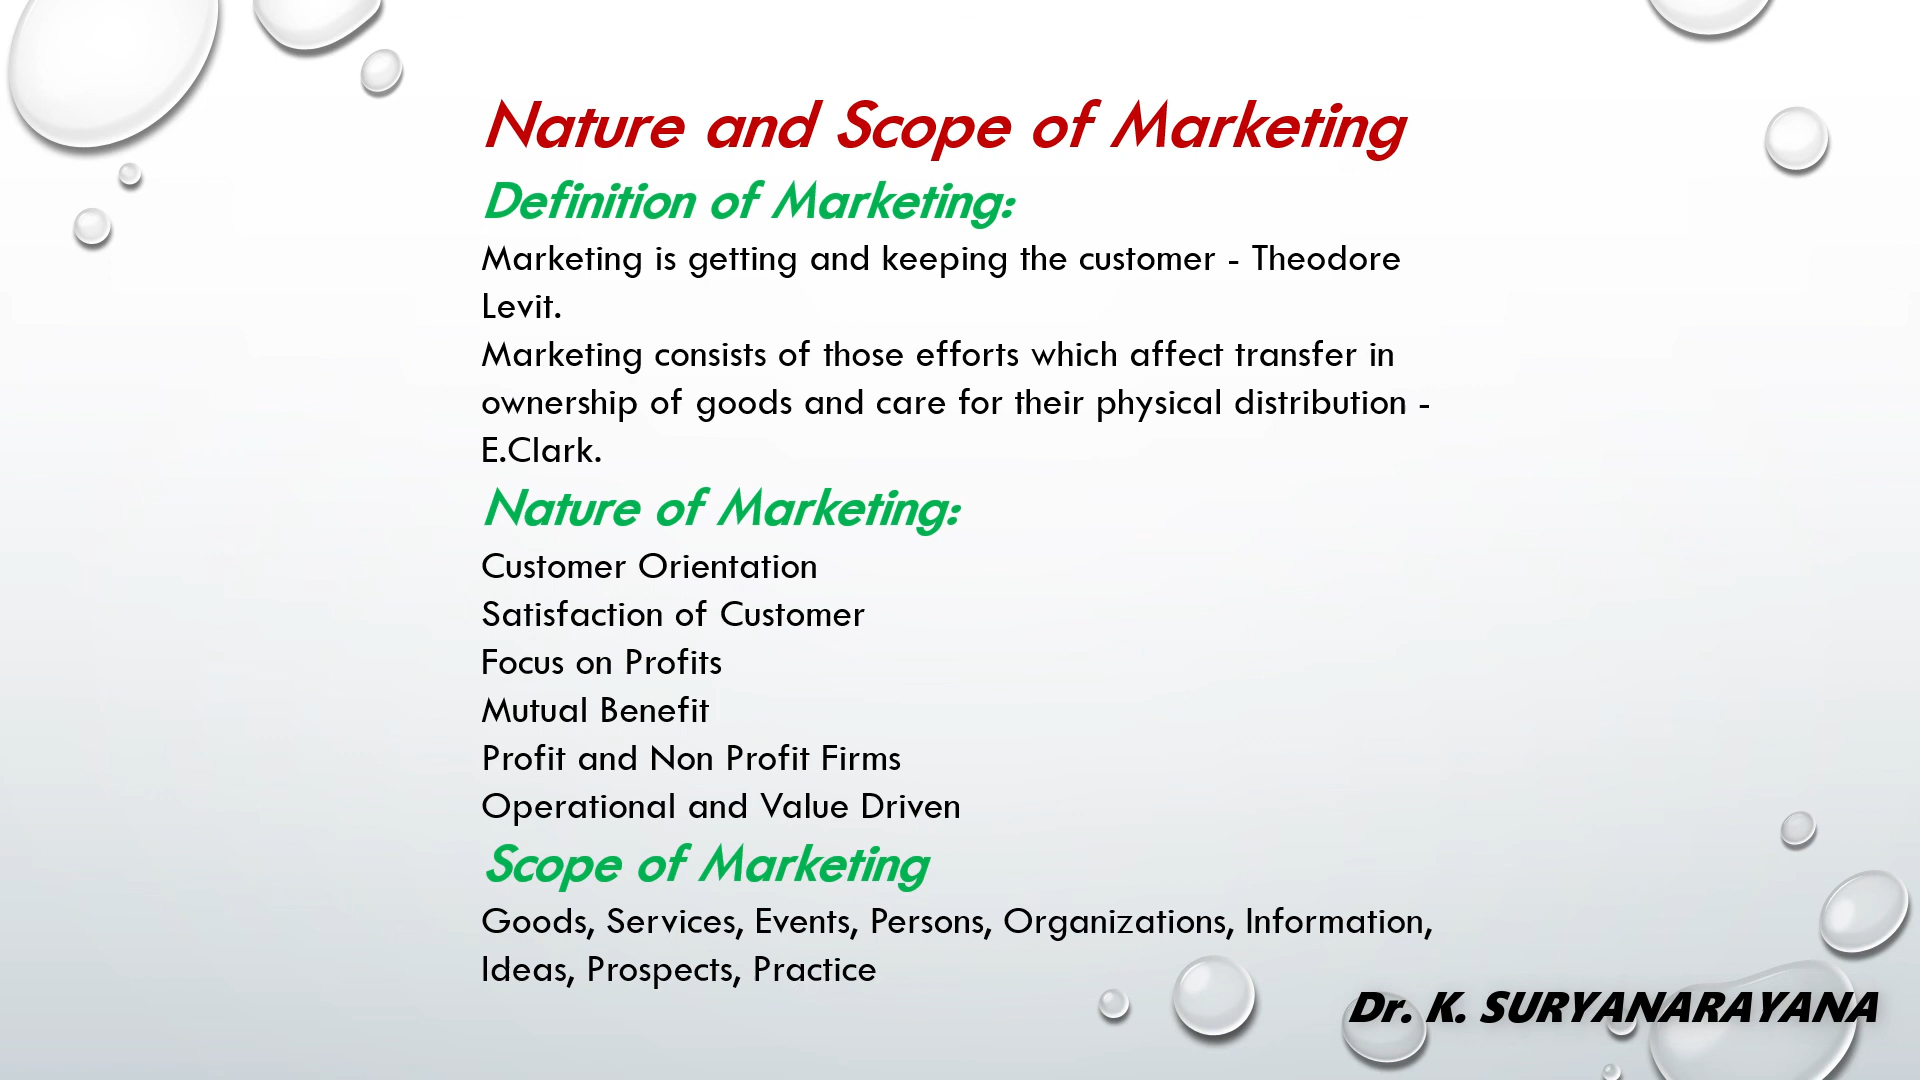 Nature and Scope of Marketing
Definition of Marketing:
Marketing is getting and keeping the customer - Theodore
Levit.
Marketing consists of those efforts which affect transfer in
ownership of goods and care for their physical distribution -
E.Clark.
Nature of Marketing:
Customer Orientation
Satisfaction of Customer
Focus on Profits
Mutual Benefit
Profit and Non Profit Firms
Operational and Value Driven
Scope of Marketing
Goods, Services, Events, Persons, Organizations, Information,
Ideas, Prospects, Practice
Dr. K. SURYANARAYANA